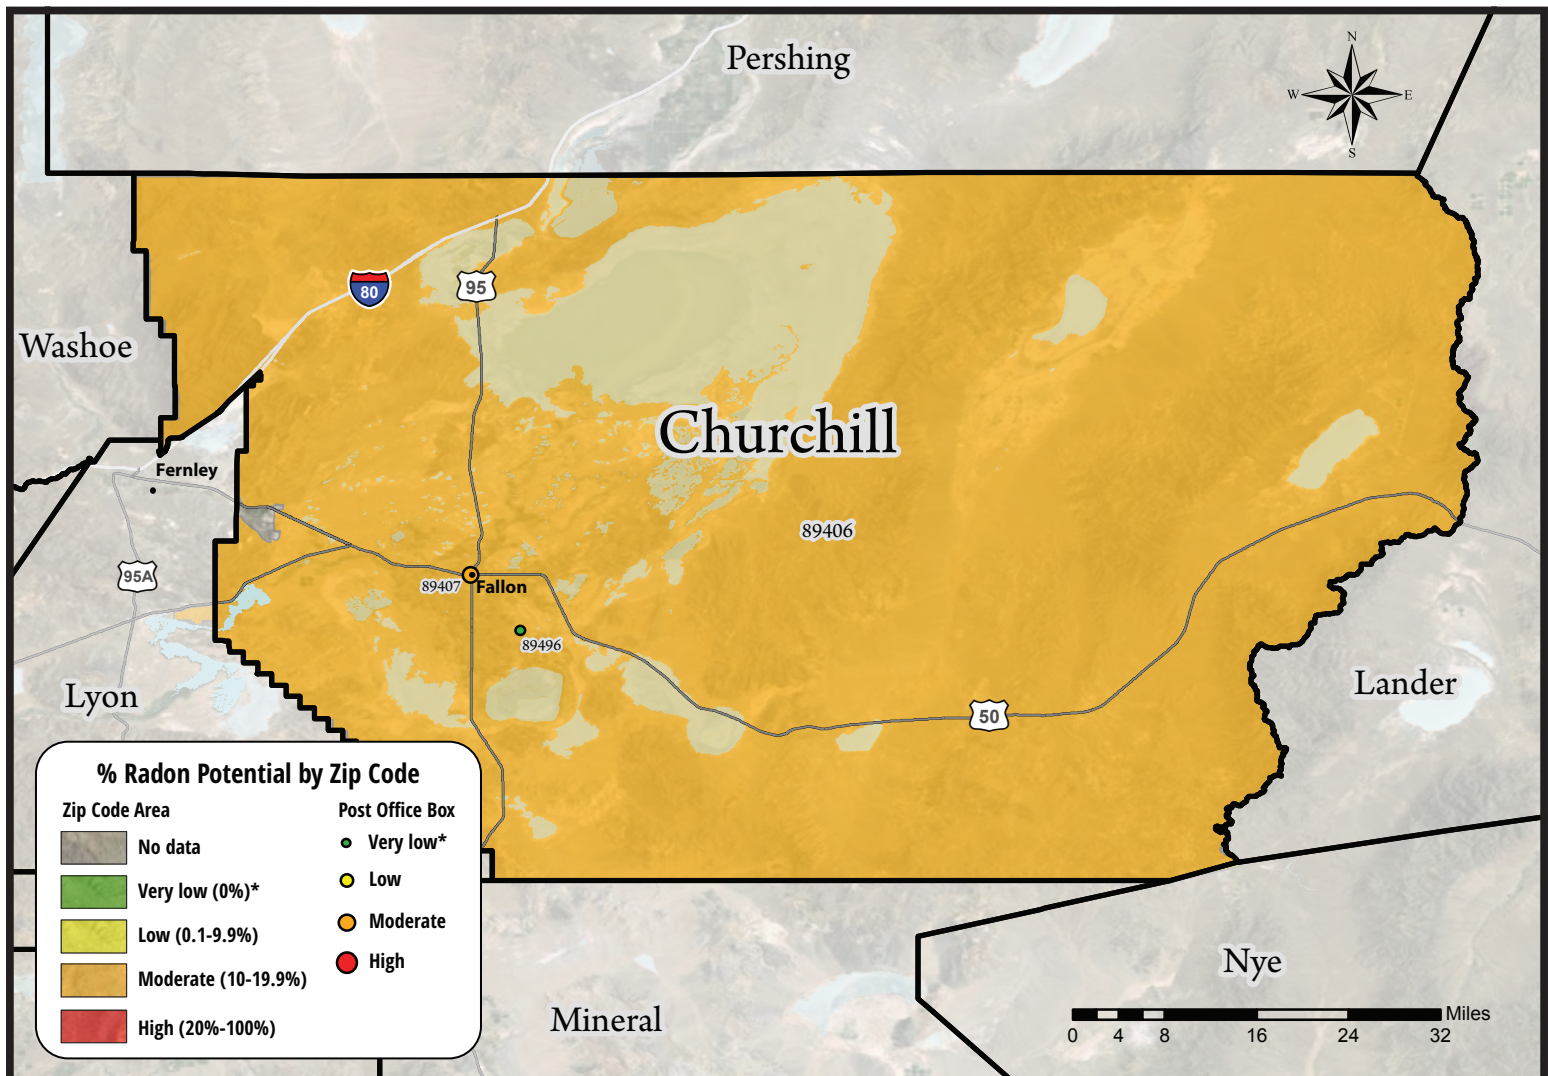 Pershing
N
W
E
S
80
95
Washoe
Churchill
Fernley
89406
95A
89407
Fallon
89496
Lyon
Lander
50
% Radon Potential by Zip Code
Zip Code Area
Post Office Box
No data
Very low*
Very low (0%)*
Low
Low (0.1-9.9%)
Moderate
Moderate (10-19.9%)
High
High (20%-100%)
Nye
Mineral
Miles
0 4 8 16 24 32